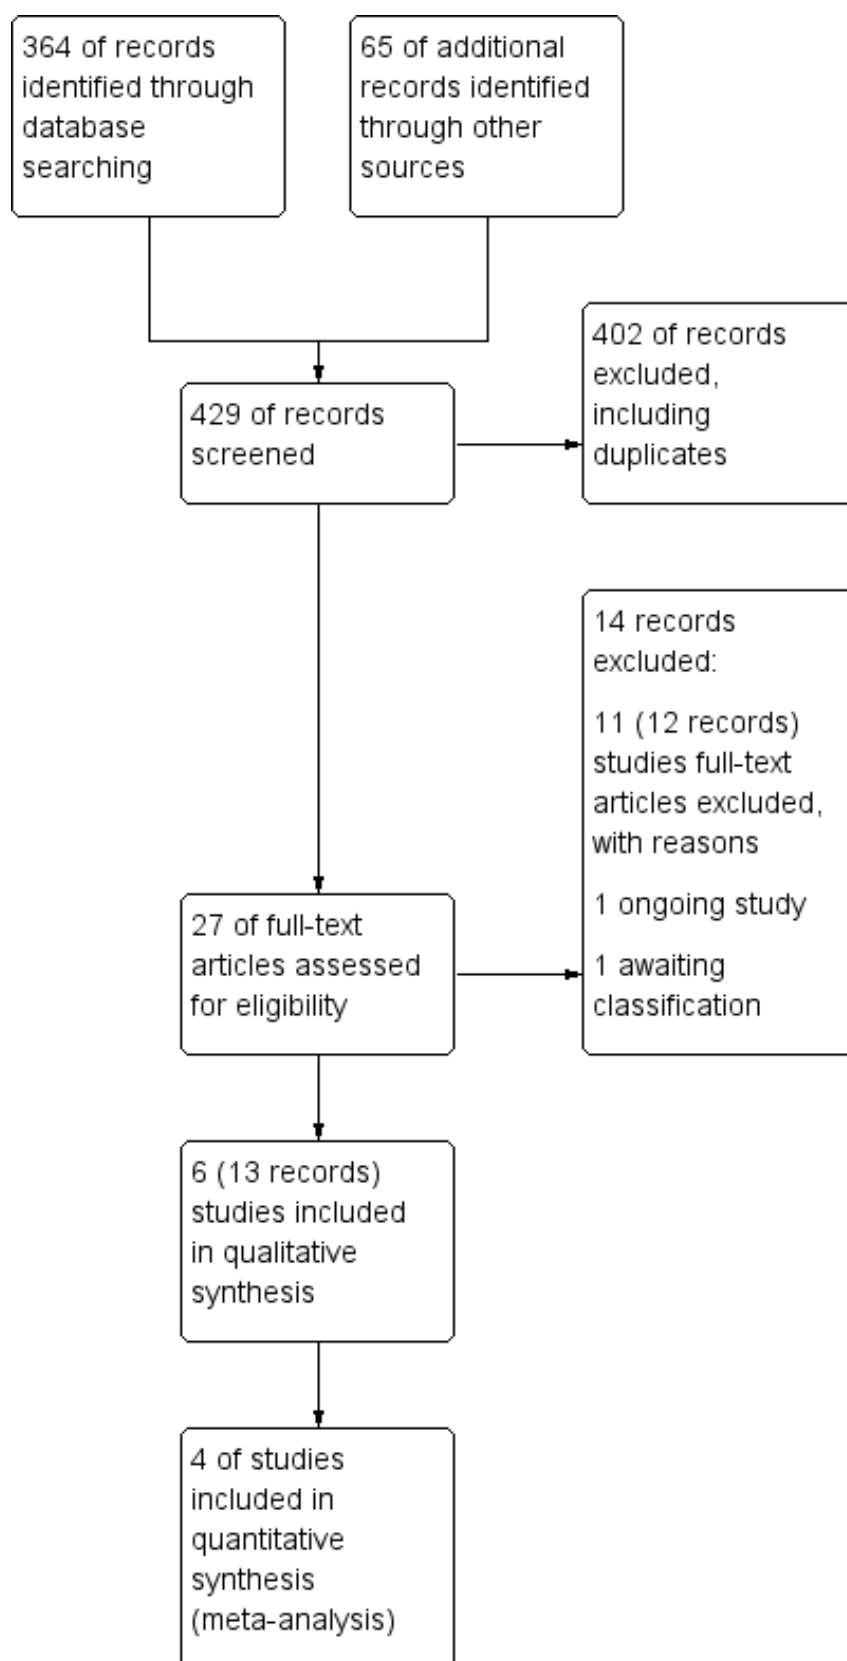 364 of records
identified through
database
searching
65 of additional
records identified
through other
sources
429 of records
screened
402 of records
excluded,
including
duplicates
27 of full-text
articles assessed
for eligibility
14 records
excluded:
11 (12 records)
studies full-text
articles excluded,
with reasons
1 ongoing study
1 awaiting
classification
6 (13 records)
studies included
in qualitative
synthesis
4 of studies
included in
quantitative
synthesis
(meta-analysis)